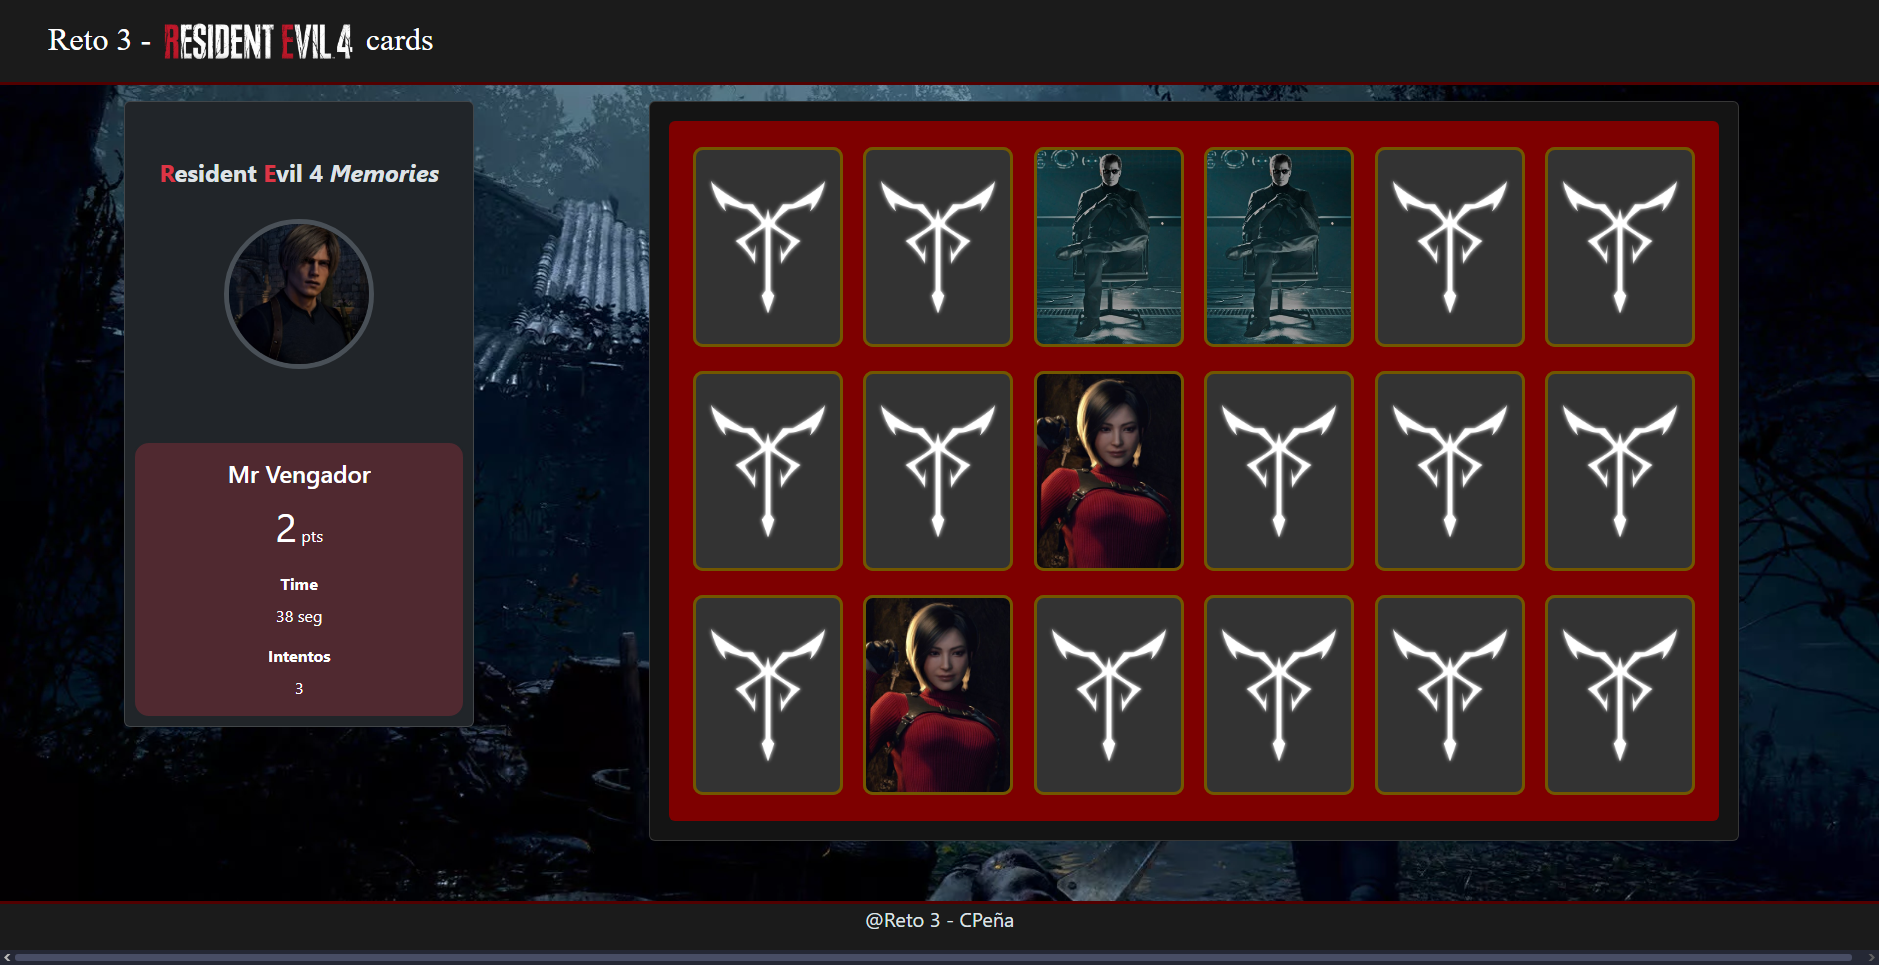 Reto 3 - RESIDENT EVIL 4 cards
Resident Evil 4 Memories
Mr Vengador
2 pts
Time
38 seg
Intentos
3
@Reto 3 - CPeña